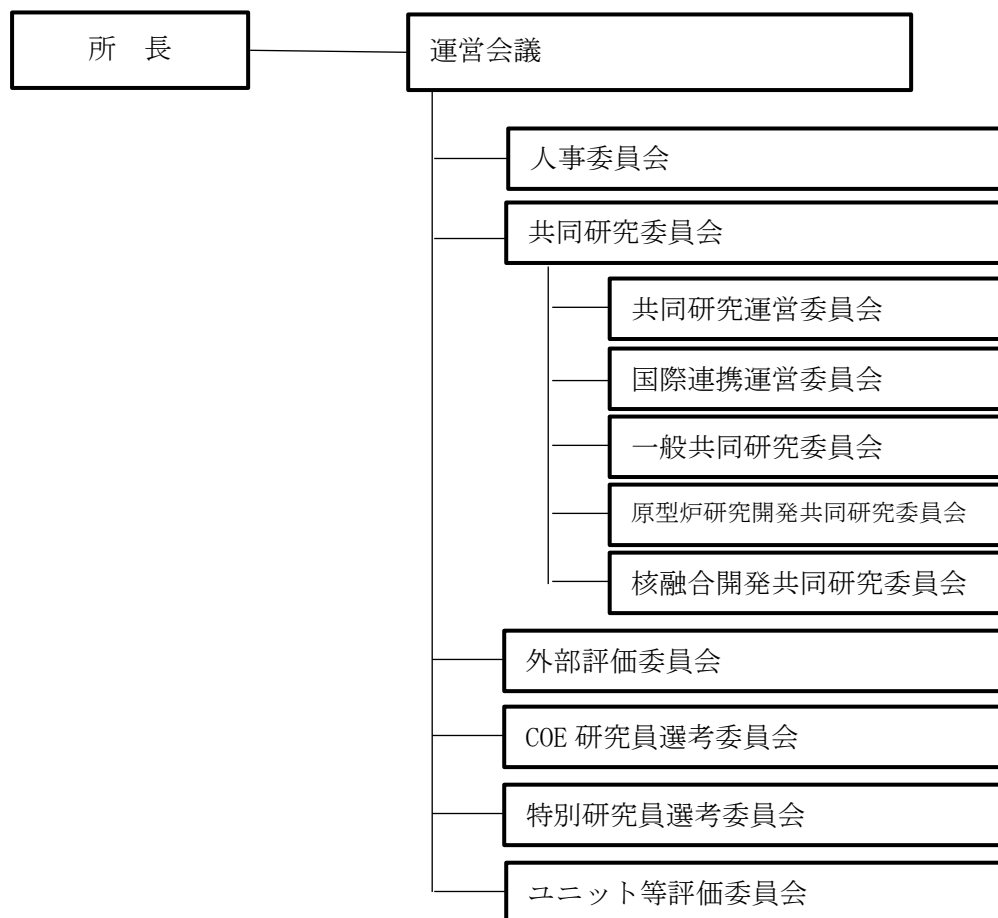 所　長
運営会議
人事委員会
共同研究委員会
共同研究運営委員会
国際連携運営委員会
一般共同研究委員会
原型炉研究開発共同研究委員会
核融合開発共同研究委員会
外部評価委員会
COE 研究員選考委員会
特別研究員選考委員会
ユニット等評価委員会